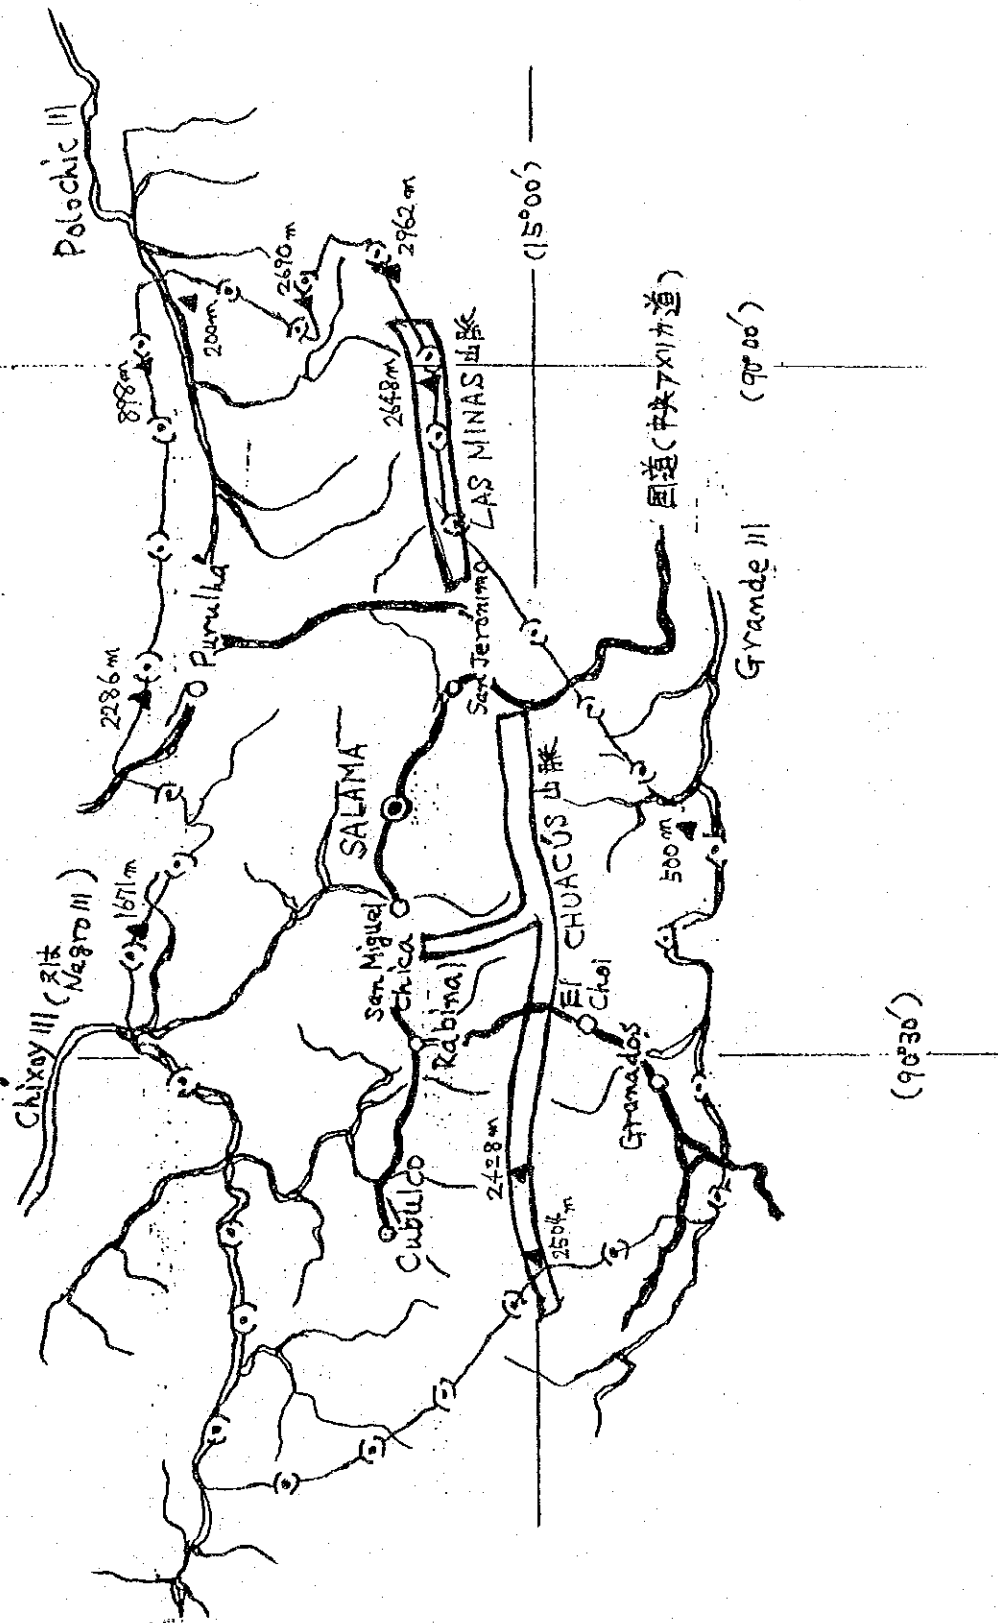 Polochic川
898m
200m
2690m
2962m
2648m
LAS MINAS山脈
(15°00′)
(90°00′)
国道(中央アメリカ道)
2286m
Purulha
San Jeronimo
Grande川
SALAMA
CHUACÚS山脈
500m
Chixoy川(又は
Negro川)
1671m
San Miguel
Chica
Rabinal
El
Chol
Granados
(90°30′)
Cubulco
2428m
2504m